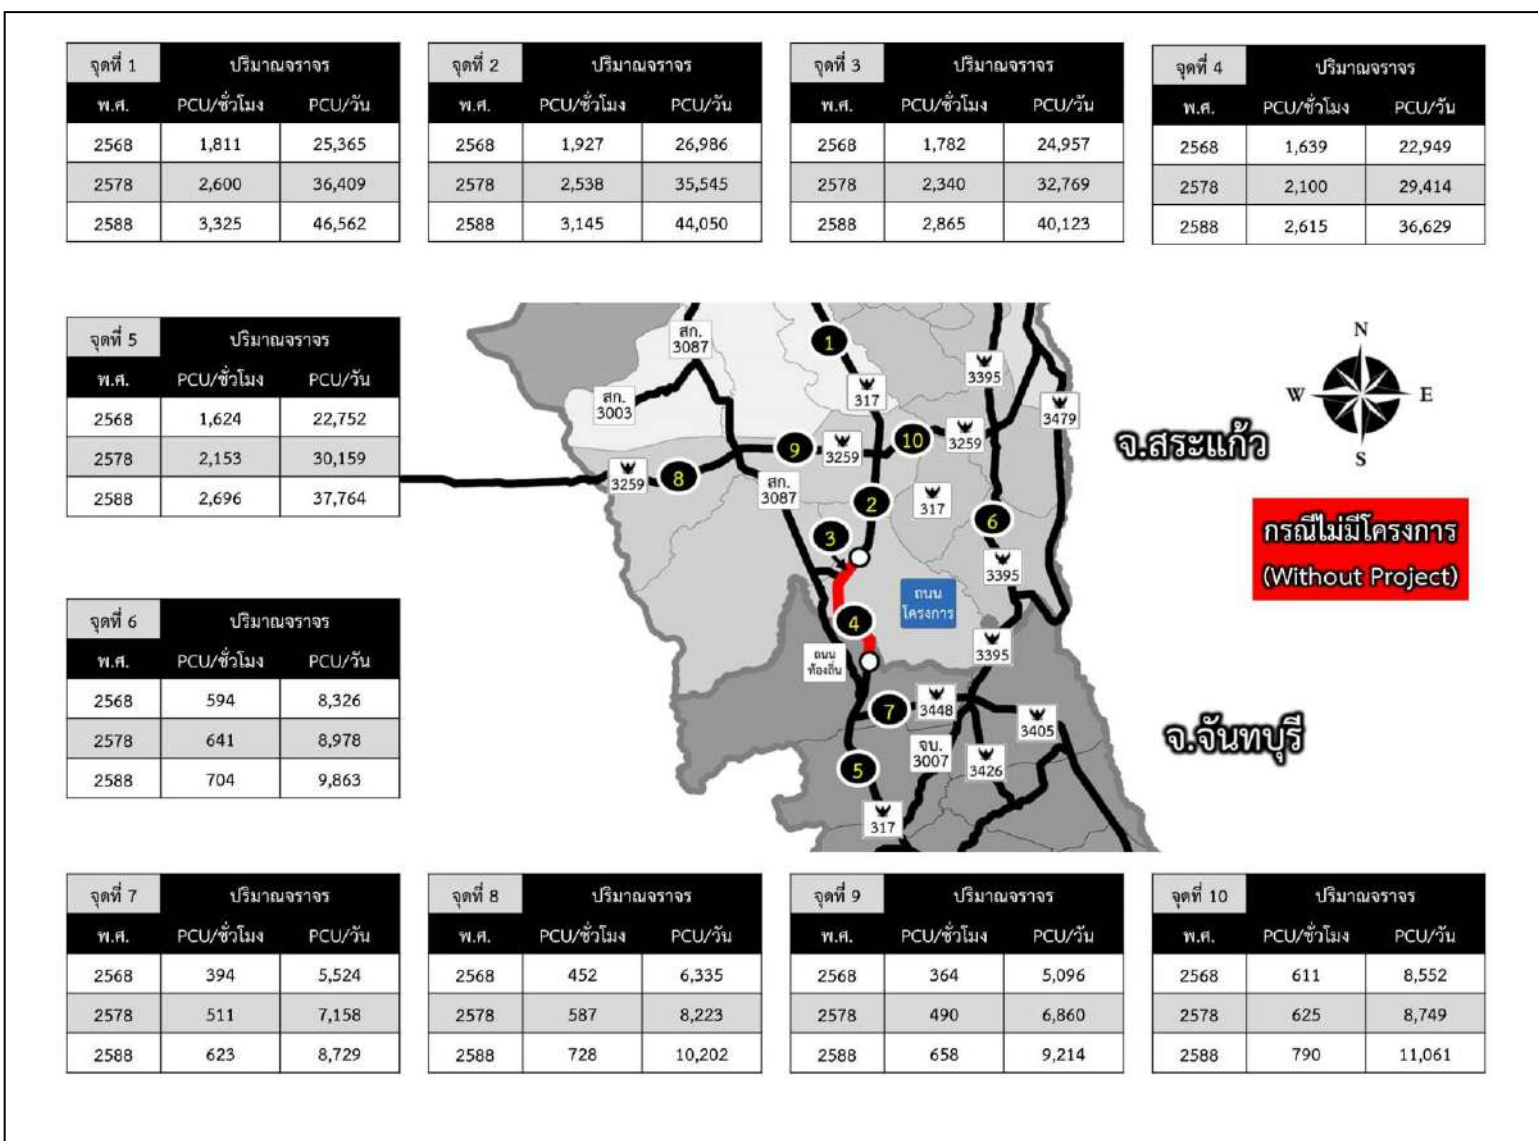 จุดที่ 1 ปริมาณจราจร
พ.ศ. PCU/ชั่วโมง PCU/วัน
2568 1,811 25,365
2578 2,600 36,409
2588 3,325 46,562
จุดที่ 2 ปริมาณจราจร
พ.ศ. PCU/ชั่วโมง PCU/วัน
2568 1,927 26,986
2578 2,538 35,545
2588 3,145 44,050
จุดที่ 3 ปริมาณจราจร
พ.ศ. PCU/ชั่วโมง PCU/วัน
2568 1,782 24,957
2578 2,340 32,769
2588 2,865 40,123
จุดที่ 4 ปริมาณจราจร
พ.ศ. PCU/ชั่วโมง PCU/วัน
2568 1,639 22,949
2578 2,100 29,414
2588 2,615 36,629
จุดที่ 5 ปริมาณจราจร
พ.ศ. PCU/ชั่วโมง PCU/วัน
2568 1,624 22,752
2578 2,153 30,159
2588 2,696 37,764
สก.
3087
1
3395
317
สก.
3003
3479
10
3259
9
3259
3259
8
สก.
3087
2
317
6
3
3395
ถนน
โครงการ
4
3395
ถนน
ท้องถิ่น
7
3448
3405
จบ.
3007
3426
5
317
N
W E
S
จ.สระแก้ว
กรณีไม่มีโครงการ
(Without Project)
จ.จันทบุรี
จุดที่ 6 ปริมาณจราจร
พ.ศ. PCU/ชั่วโมง PCU/วัน
2568 594 8,326
2578 641 8,978
2588 704 9,863
จุดที่ 7 ปริมาณจราจร
พ.ศ. PCU/ชั่วโมง PCU/วัน
2568 394 5,524
2578 511 7,158
2588 623 8,729
จุดที่ 8 ปริมาณจราจร
พ.ศ. PCU/ชั่วโมง PCU/วัน
2568 452 6,335
2578 587 8,223
2588 728 10,202
จุดที่ 9 ปริมาณจราจร
พ.ศ. PCU/ชั่วโมง PCU/วัน
2568 364 5,096
2578 490 6,860
2588 658 9,214
จุดที่ 10 ปริมาณจราจร
พ.ศ. PCU/ชั่วโมง PCU/วัน
2568 611 8,552
2578 625 8,749
2588 790 11,061